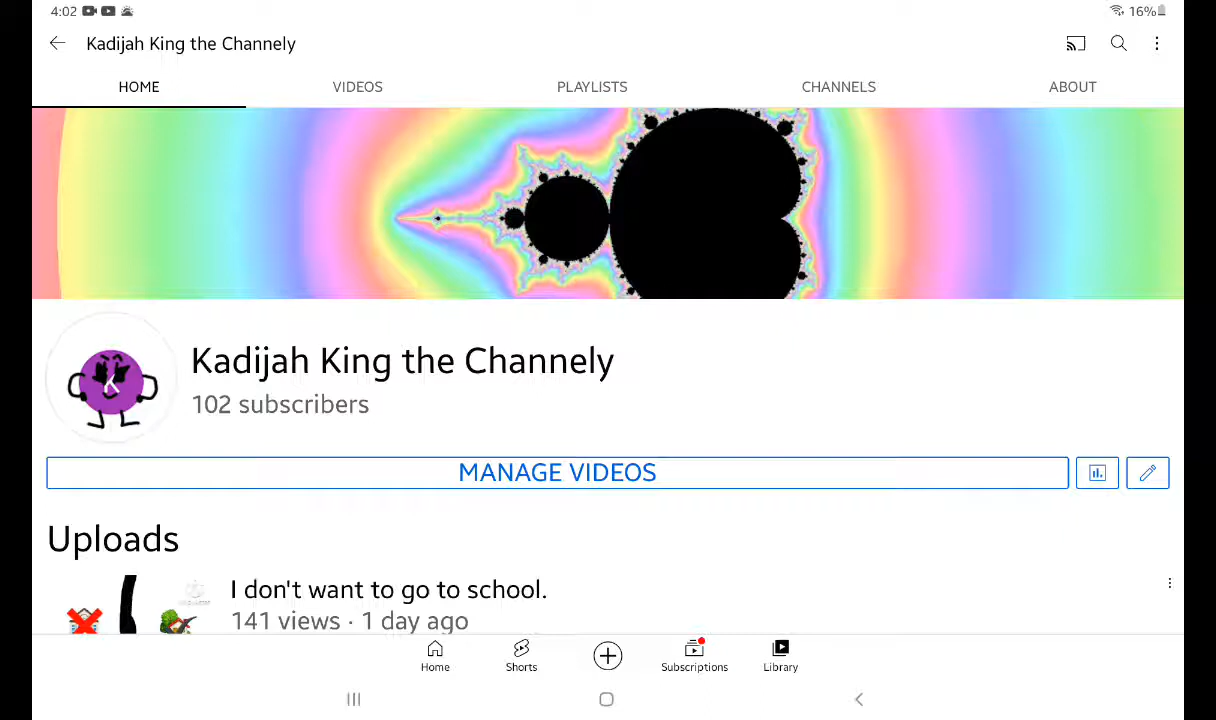 4:02
16%
Kadijah King the Channely
HOME VIDEOS PLAYLISTS CHANNELS ABOUT
K
Kadijah King the Channely
102 subscribers
MANAGE VIDEOS
Uploads
I don't want to go to school.
141 views · 1 day ago
Home Shorts Subscriptions Library